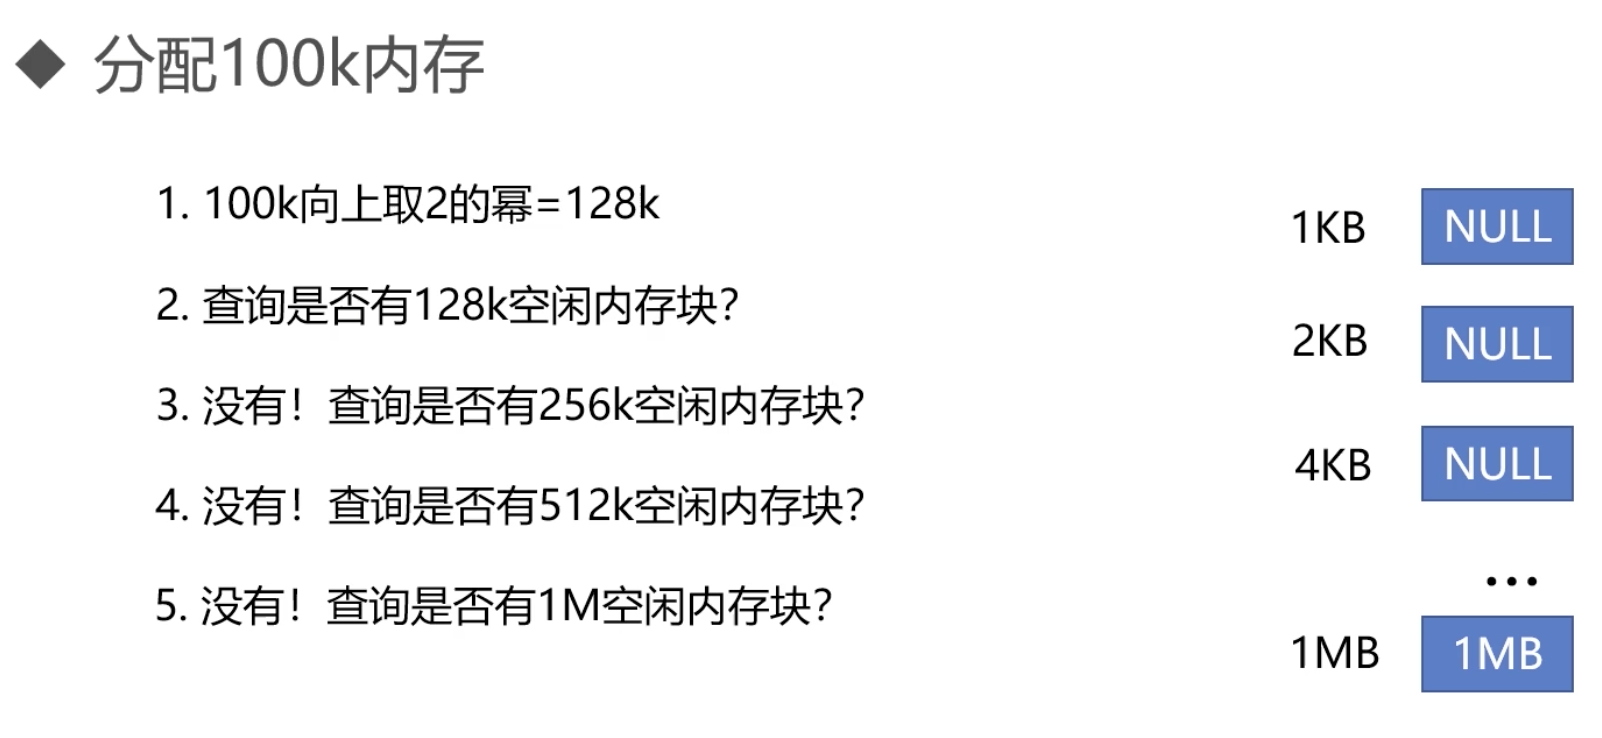 ◆ 分配100k内存
1. 100k向上取2的幂=128k
2. 查询是否有128k空闲内存块?
3. 没有！查询是否有256k空闲内存块?
4. 没有！查询是否有512k空闲内存块?
5. 没有！查询是否有1M空闲内存块?
1KB NULL
2KB NULL
4KB NULL
...
1MB 1MB